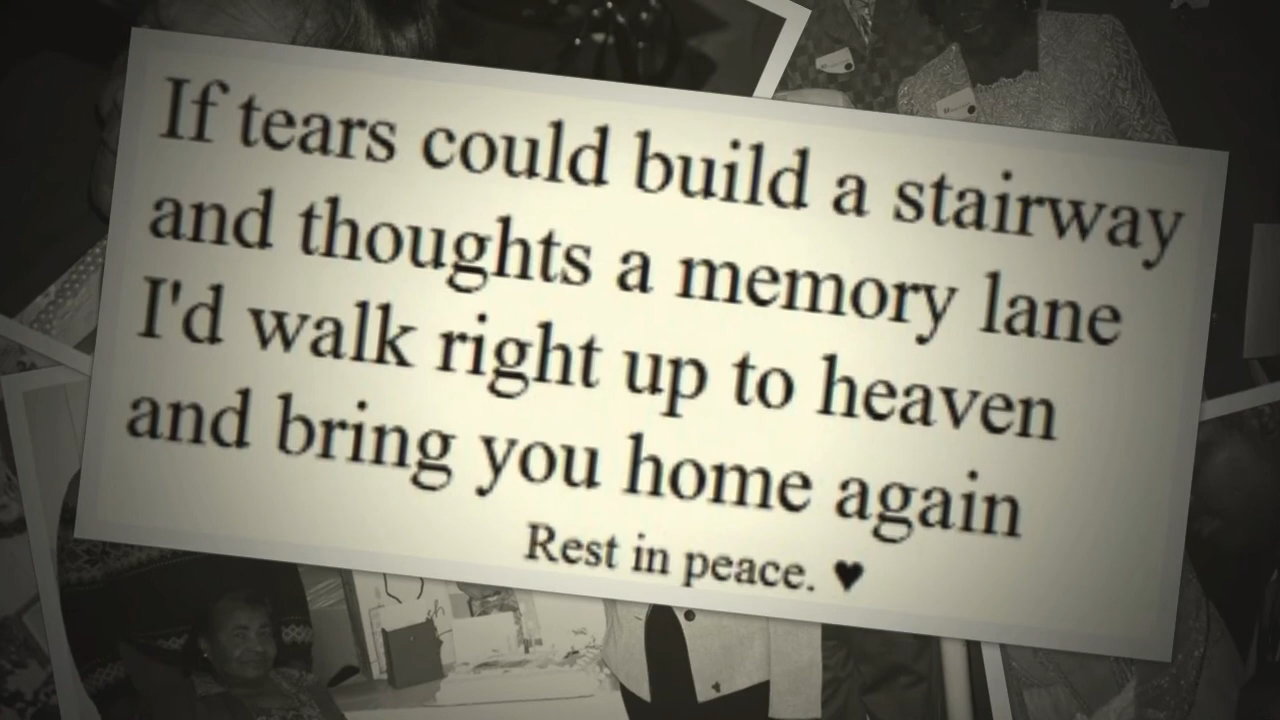 If tears could build a stairway
and thoughts a memory lane
I'd walk right up to heaven
and bring you home again
Rest in peace. ♥